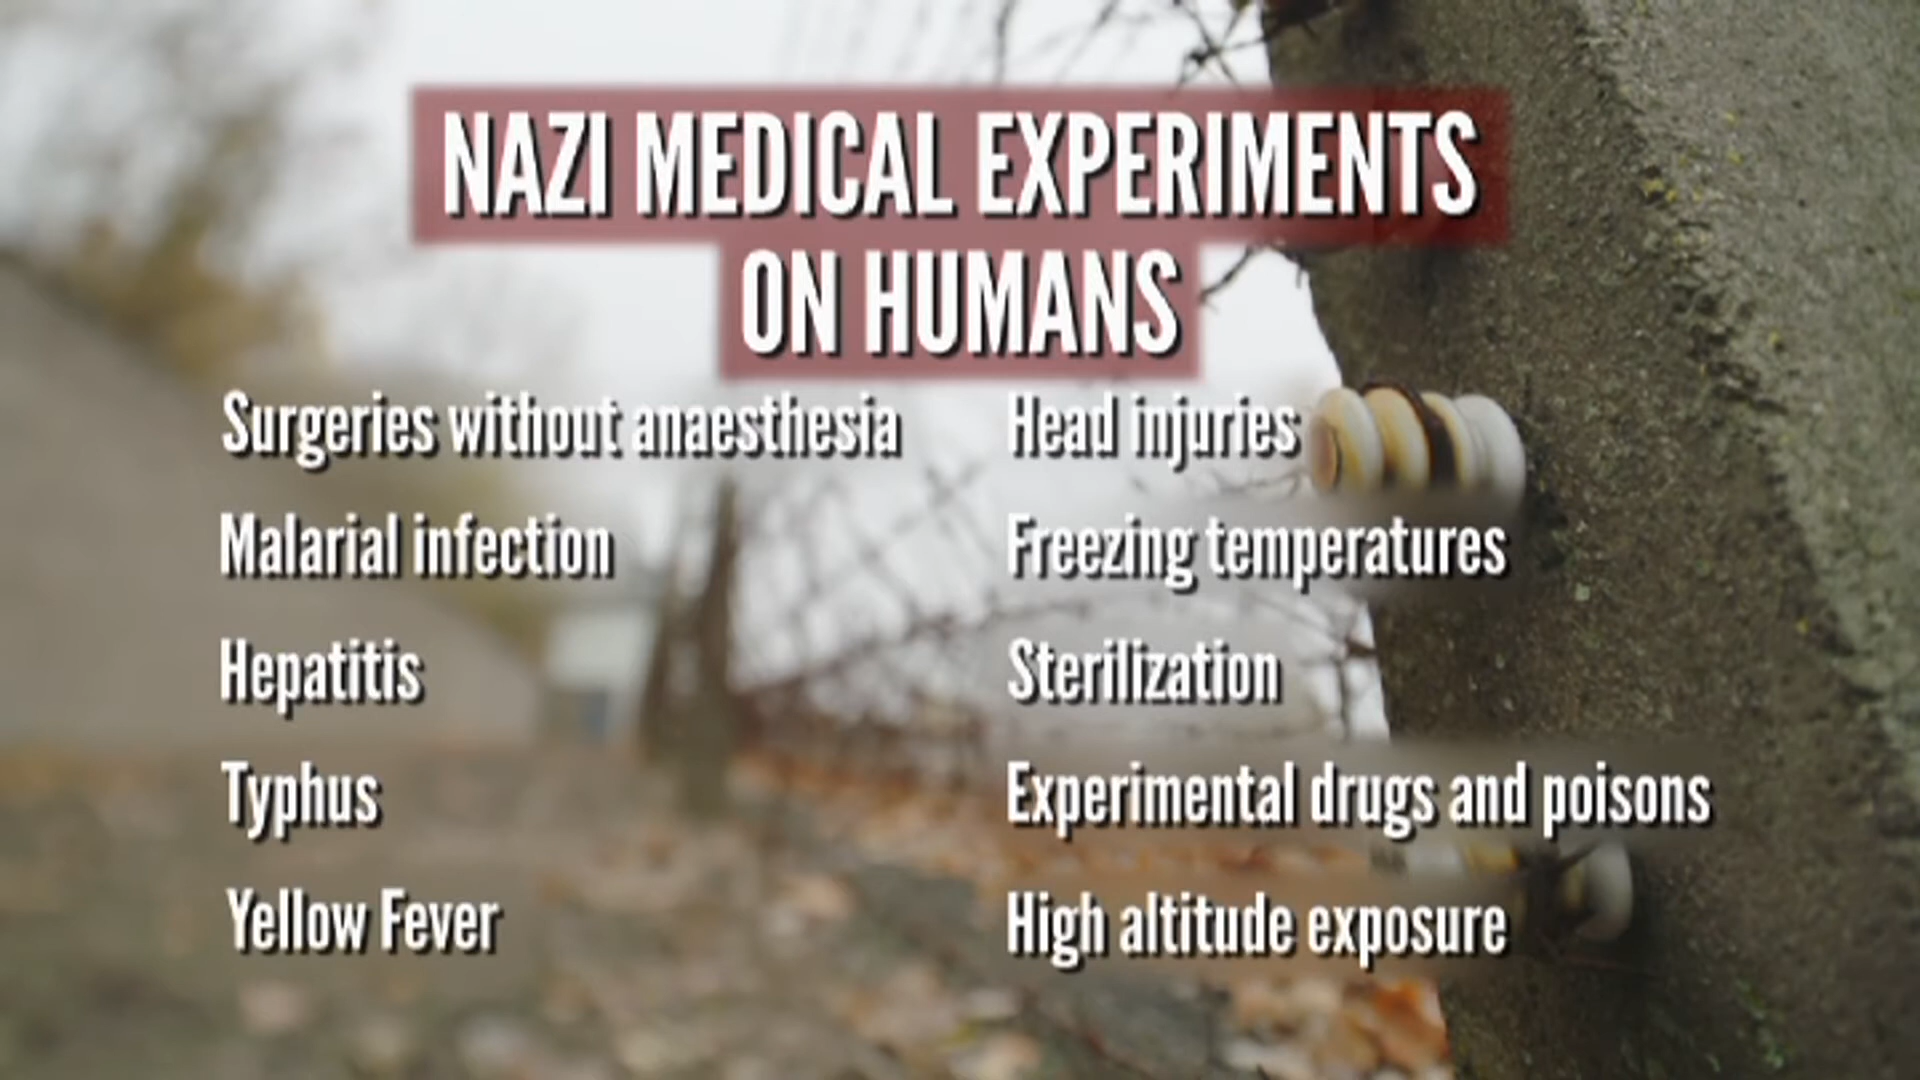 NAZI MEDICAL EXPERIMENTS
ON HUMANS
Surgeries without anaesthesia
Malarial infection
Hepatitis
Typhus
Yellow Fever
Head injuries
Freezing temperatures
Sterilization
Experimental drugs and poisons
High altitude exposure